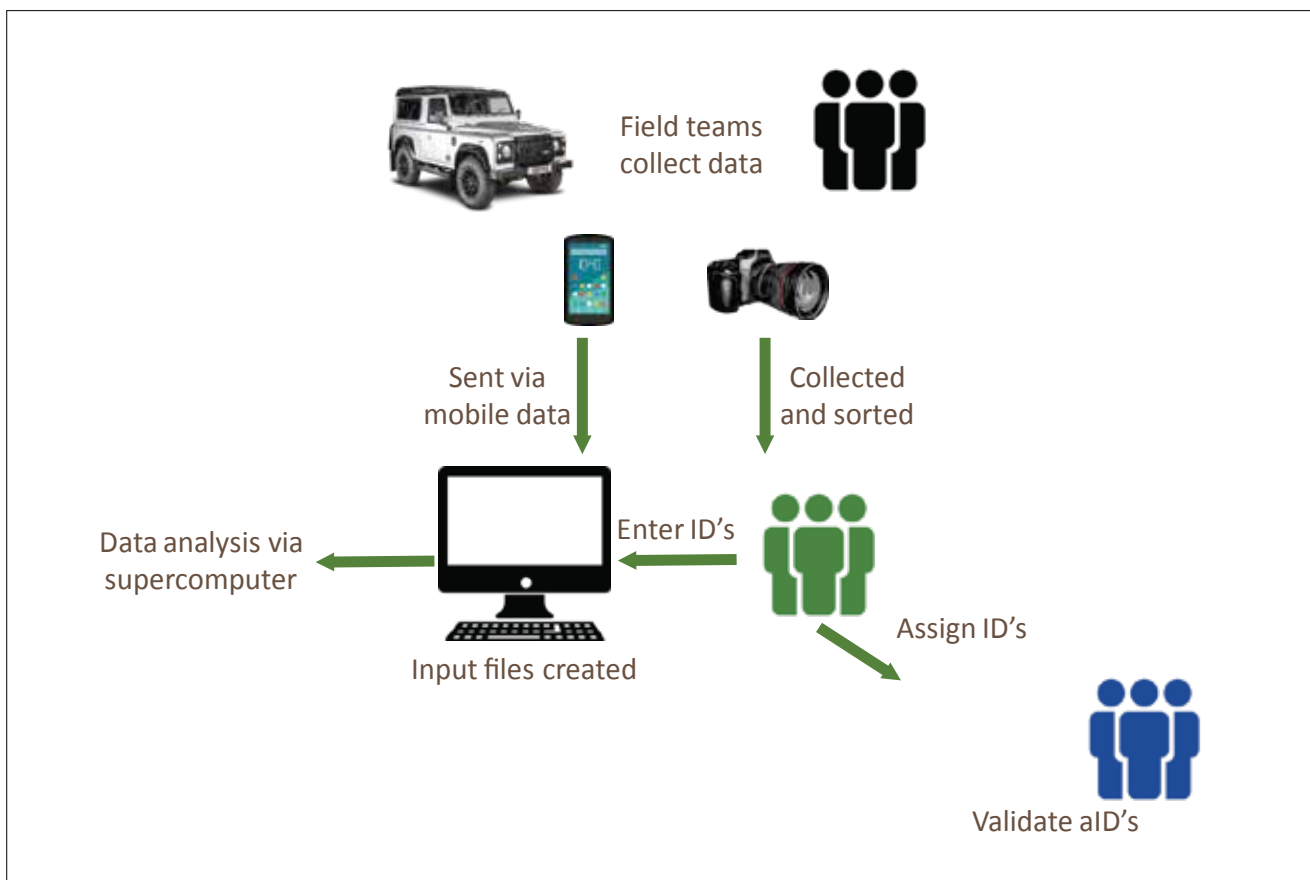 Field teams
collect data
Sent via
mobile data
Collected
and sorted
Enter ID’s
Data analysis via
supercomputer
Assign ID’s
Input files created
Validate aID’s